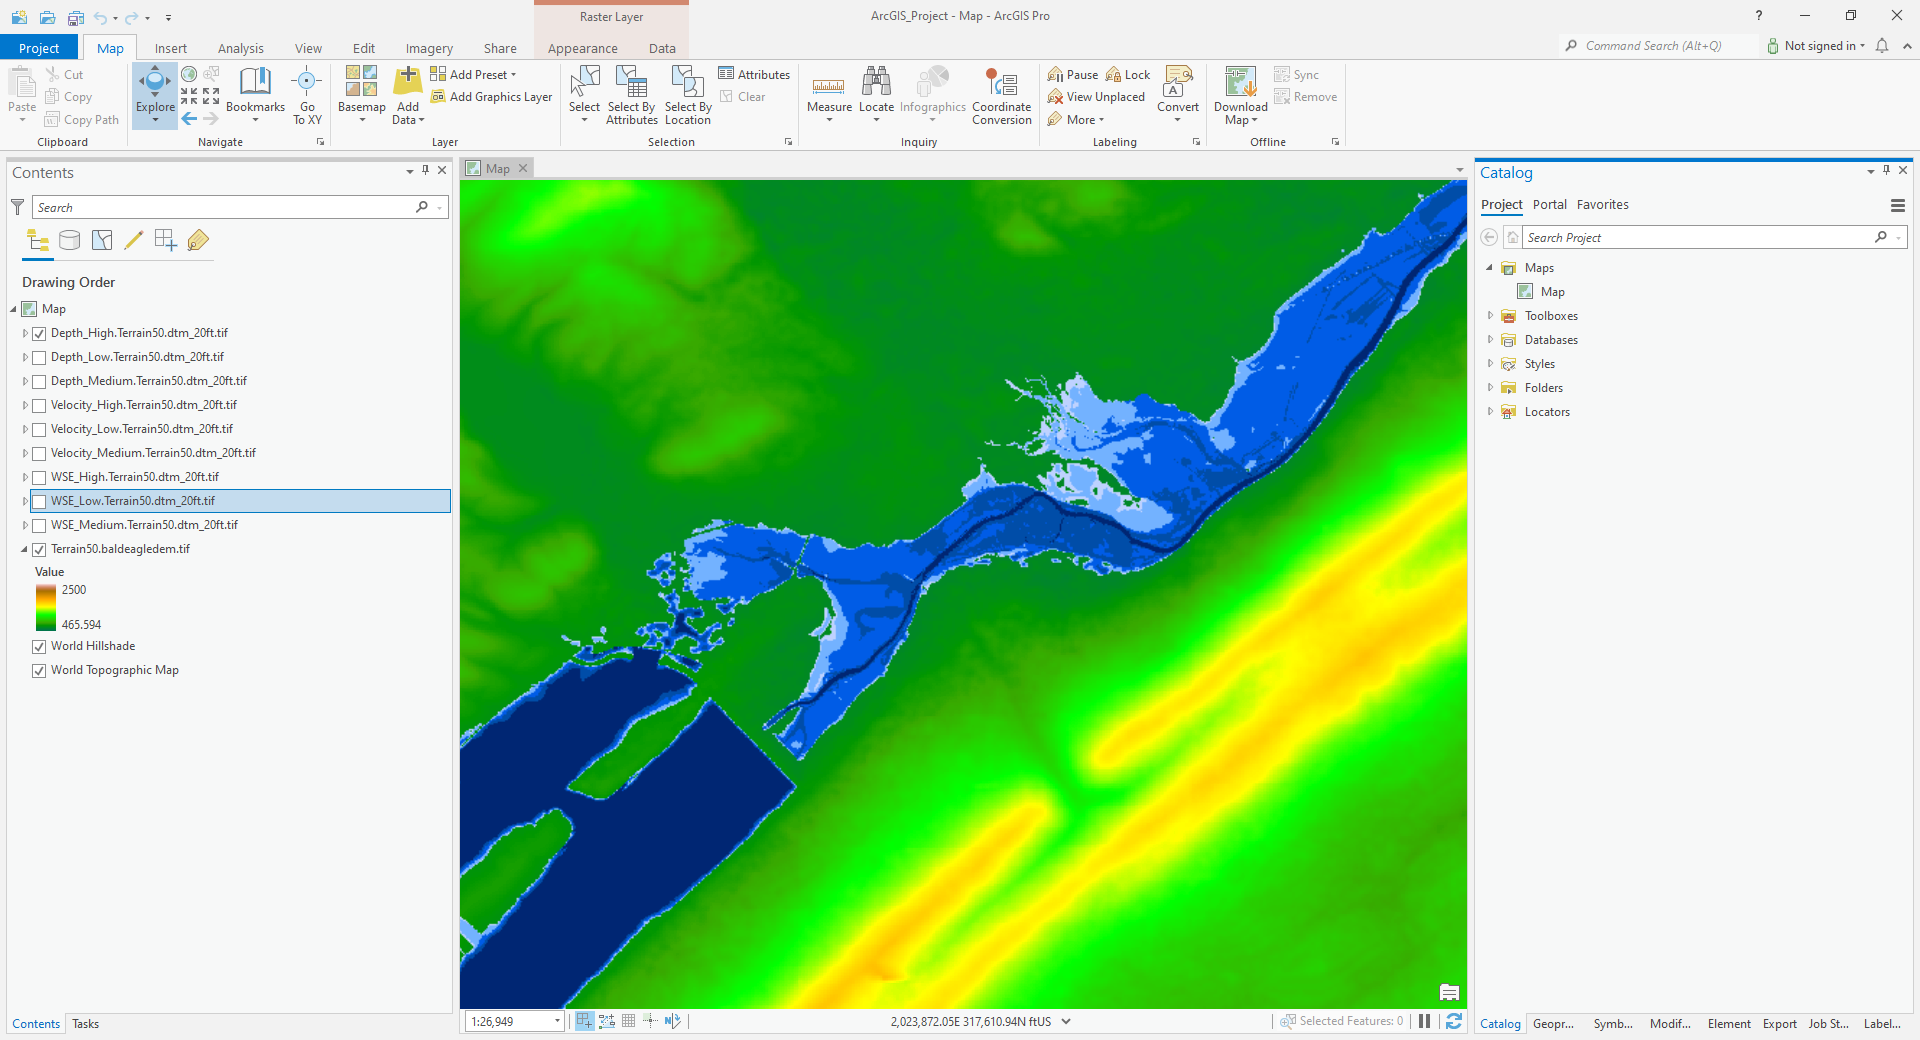 Raster Layer
ArcGIS_Project - Map - ArcGIS Pro
?
Project
Map
Insert
Analysis
View
Edit
Imagery
Share
Appearance
Data
Command Search (Alt+Q)
Not signed in
Paste
Cut
Copy
Copy Path
Clipboard
Explore
Bookmarks
Go To XY
Navigate
Basemap
Add Data
Add Preset
Add Graphics Layer
Layer
Select
Select By Attributes
Select By Location
Attributes
Clear
Selection
Measure
Locate
Infographics
Coordinate Conversion
Inquiry
Pause
Lock
View Unplaced
More
Convert
Labeling
Download Map
Sync
Remove
Offline
Contents
Search
Drawing Order
Map
Depth_High.Terrain50.dtm_20ft.tif
Depth_Low.Terrain50.dtm_20ft.tif
Depth_Medium.Terrain50.dtm_20ft.tif
Velocity_High.Terrain50.dtm_20ft.tif
Velocity_Low.Terrain50.dtm_20ft.tif
Velocity_Medium.Terrain50.dtm_20ft.tif
WSE_High.Terrain50.dtm_20ft.tif
WSE_Low.Terrain50.dtm_20ft.tif
WSE_Medium.Terrain50.dtm_20ft.tif
Terrain50.baldeagledem.tif
Value
2500
465.594
World Hillshade
World Topographic Map
Contents
Tasks
Map
1:26,949
2,023,872.05E 317,610.94N ftUS
Selected Features: 0
Catalog
Project
Portal
Favorites
Search Project
Maps
Map
Toolboxes
Databases
Styles
Folders
Locators
Catalog
Geopr...
Symb...
Modif...
Element
Export
Job St...
Label...